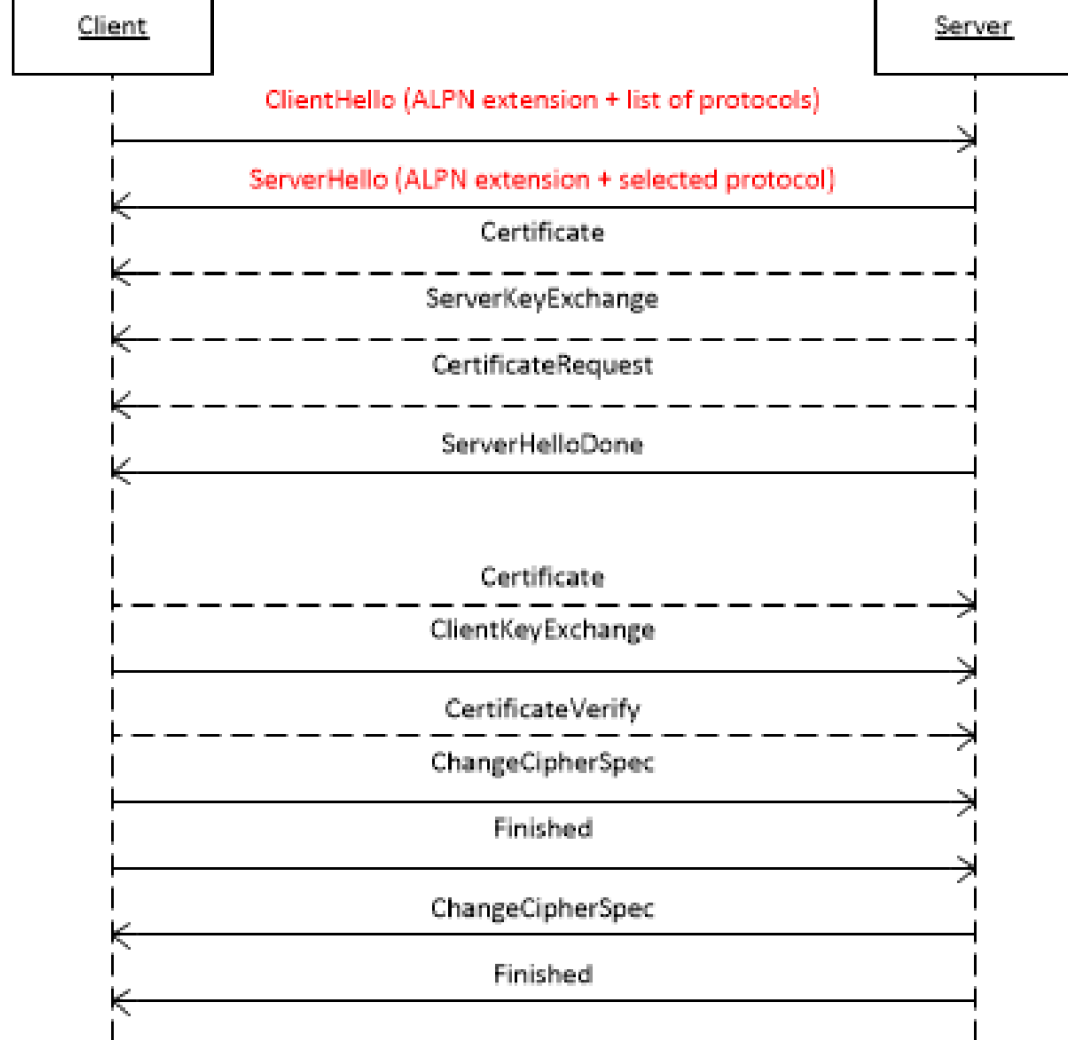 Client
Server
ClientHello (ALPN extension + list of protocols)
ServerHello (ALPN extension + selected protocol)
Certificate
ServerKeyExchange
CertificateRequest
ServerHelloDone
Certificate
ClientKeyExchange
CertificateVerify
ChangeCipherSpec
Finished
ChangeCipherSpec
Finished